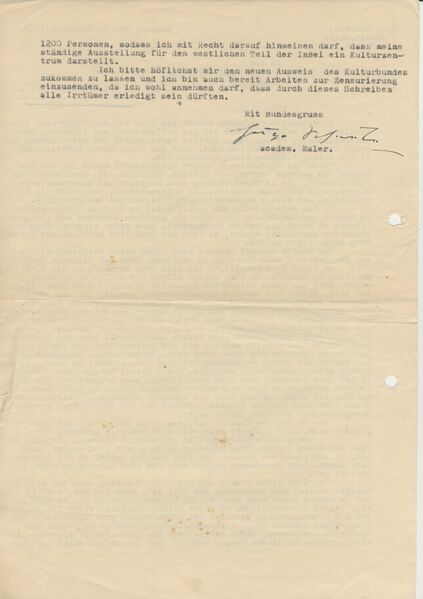 1200 Personen, sodass ich mit Recht darauf hinweisen darf, dass meine
ständige Ausstellung für den westlichen Teil der Insel ein Kulturzen-
trum darstellt.
Ich bitte höflichst mir den neuen Ausweis des Kulturbundes
zukommen zu lassen und ich bin auch bereit Arbeiten zur Zensurierung
einzusenden, da ich wohl annehmen darf, dass durch dieses Schreiben
alle Irrtümer erledigt sein dürften.
Mit Bundesgruss
academ. Maler.